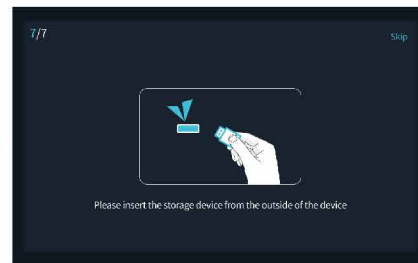 7/7
Skip
Please insert the storage device from the outside of the device